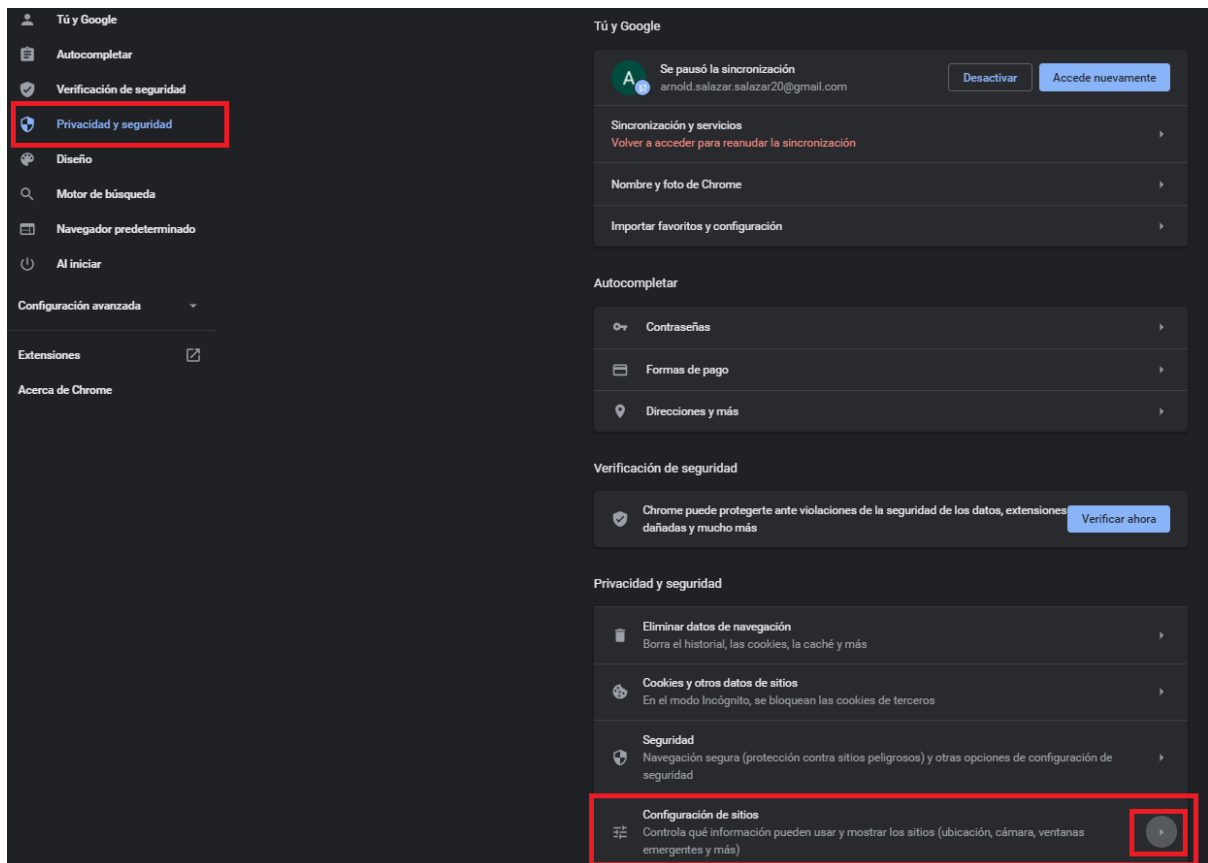 Tú y Google
Autocompletar
Verificación de seguridad
Privacidad y seguridad
Diseño
Motor de búsqueda
Navegador predeterminado
Al iniciar
Configuración avanzada
Extensiones
Acerca de Chrome
Tú y Google
A
Se pausó la sincronización
arnold.salazar.salazar20@gmail.com
Desactivar
Accede nuevamente
Sincronización y servicios
Volver a acceder para reanudar la sincronización
Nombre y foto de Chrome
Importar favoritos y configuración
Autocompletar
Contraseñas
Formas de pago
Direcciones y más
Verificación de seguridad
Chrome puede protegerte ante violaciones de la seguridad de los datos, extensiones
dañadas y mucho más
Verificar ahora
Privacidad y seguridad
Eliminar datos de navegación
Borra el historial, las cookies, la caché y más
Cookies y otros datos de sitios
En el modo Incógnito, se bloquean las cookies de terceros
Seguridad
Navegación segura (protección contra sitios peligrosos) y otras opciones de configuración de
seguridad
Configuración de sitios
Controla qué información pueden usar y mostrar los sitios (ubicación, cámara, ventanas
emergentes y más)